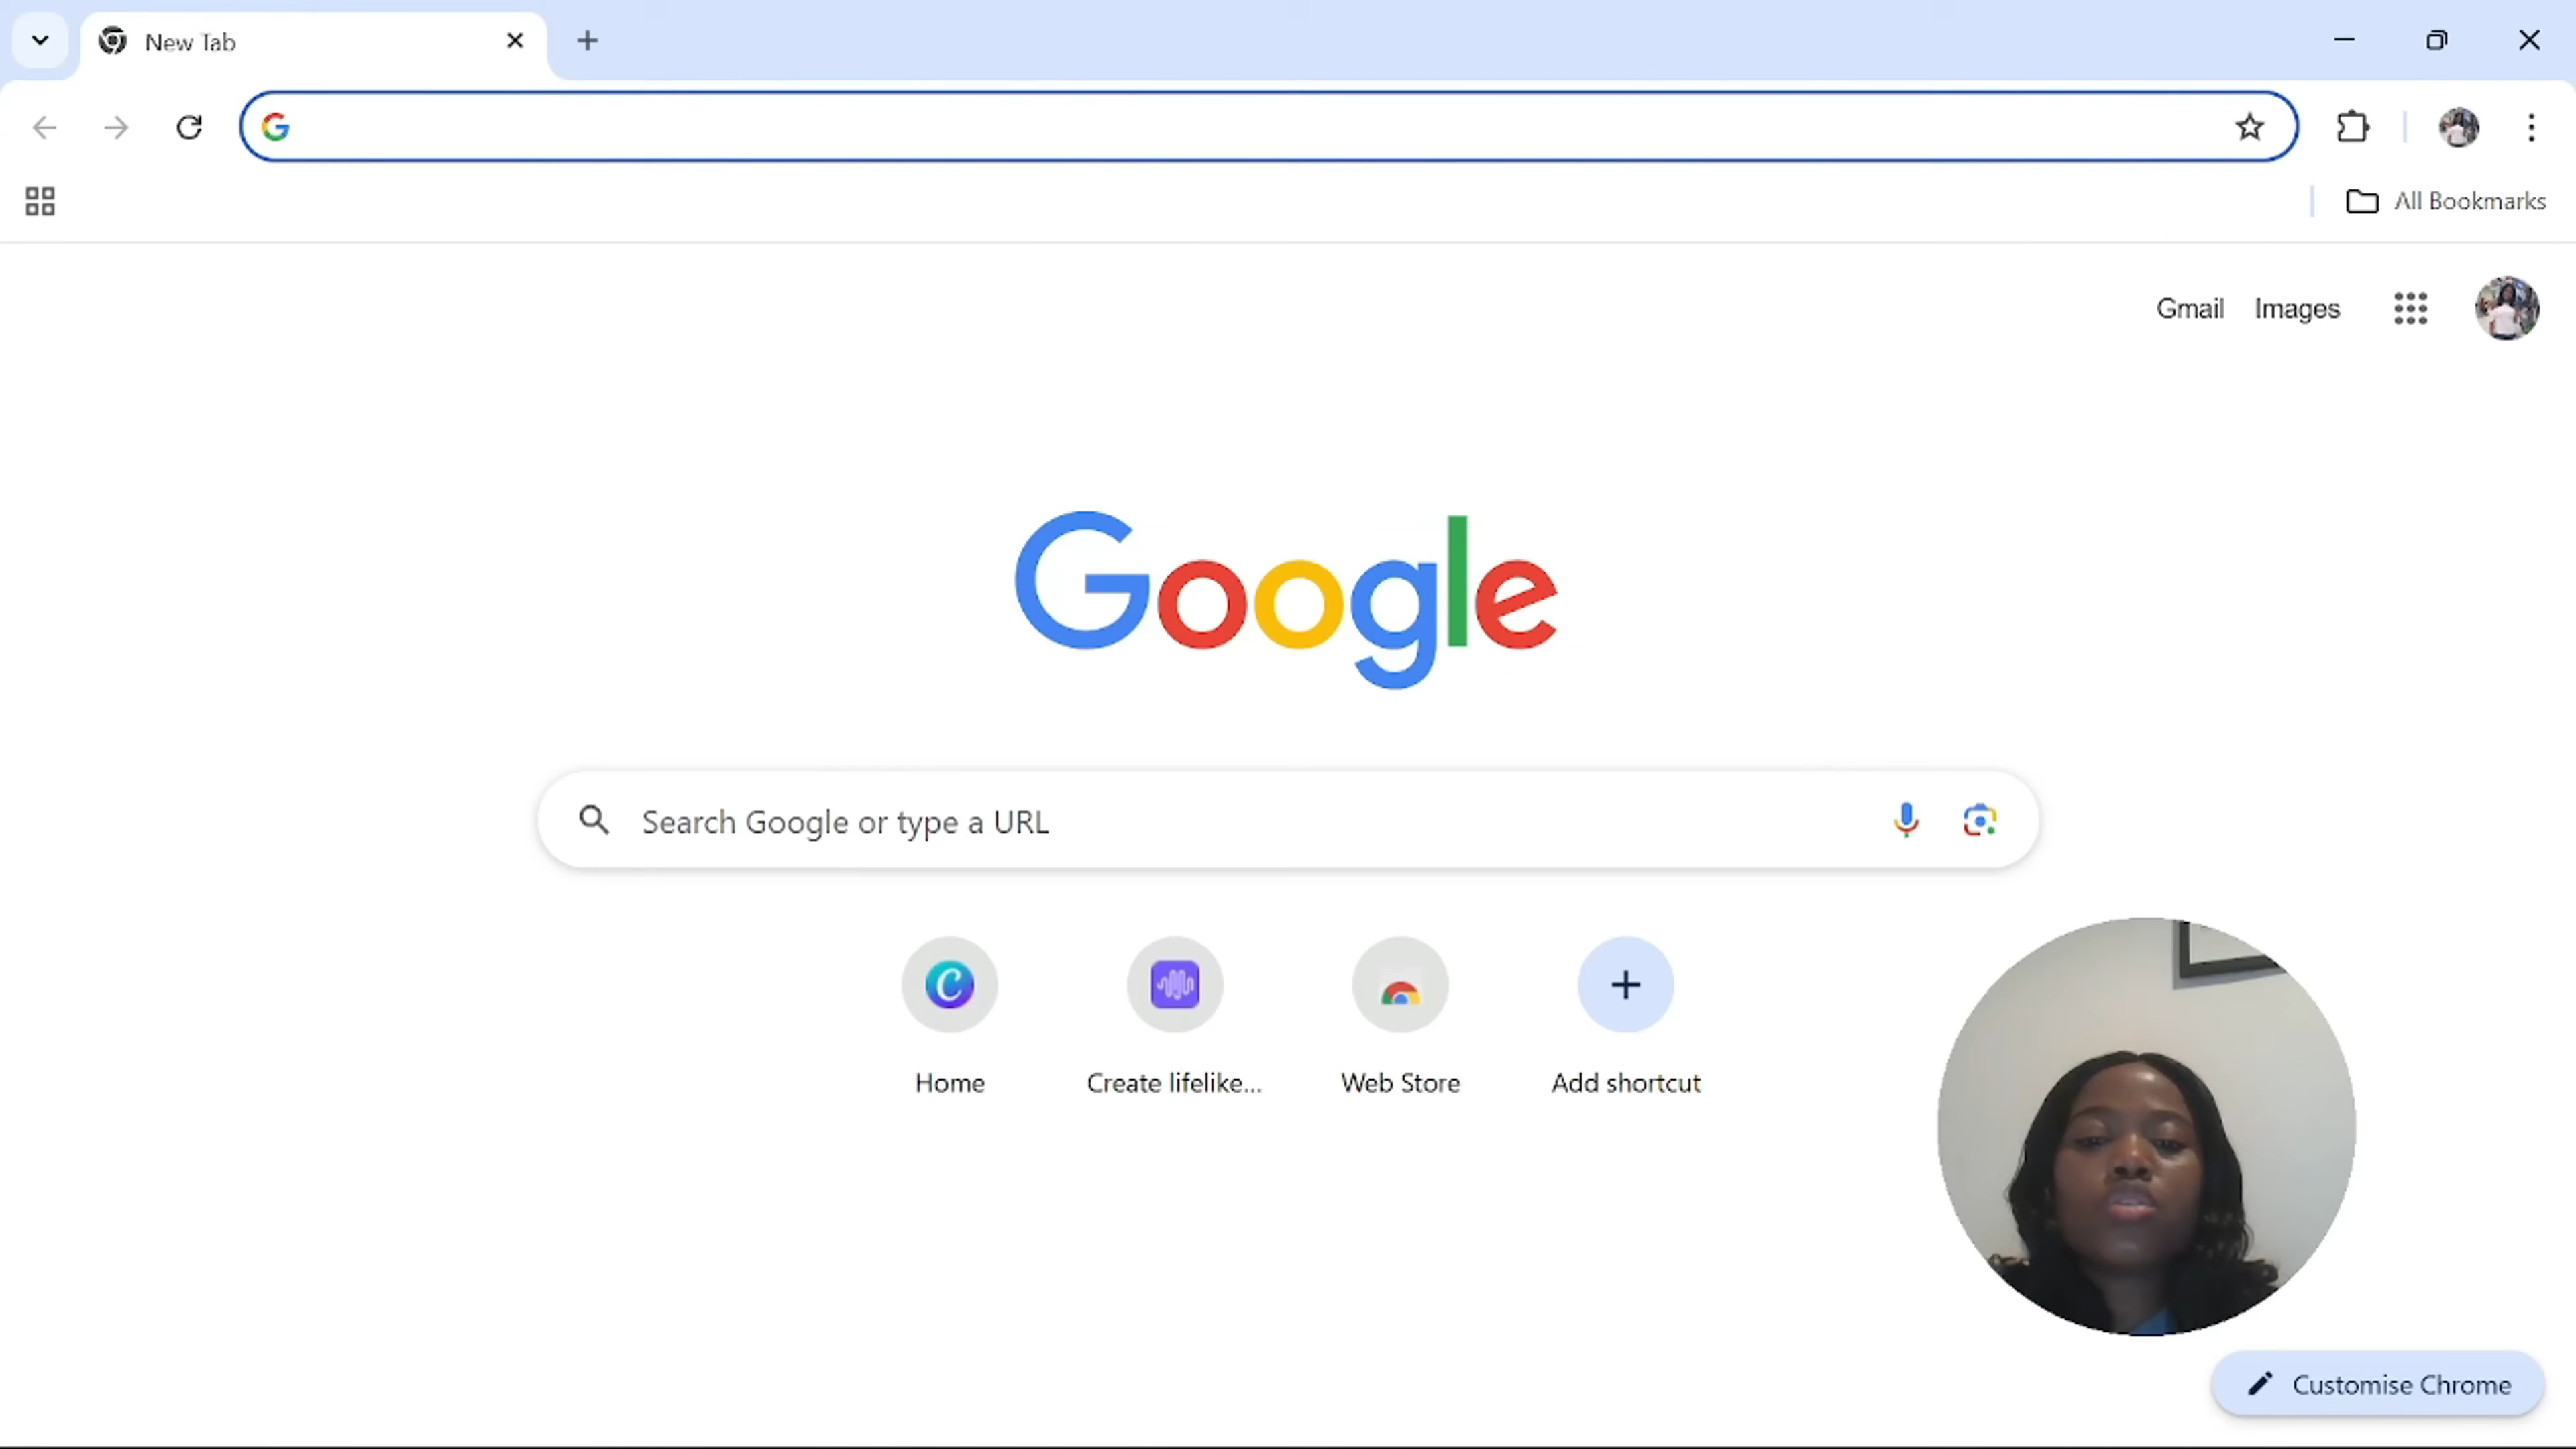 New Tab
All Bookmarks
Gmail Images
Google
Search Google or type a URL
Home
Create lifelike...
Web Store
Add shortcut
Customise Chrome